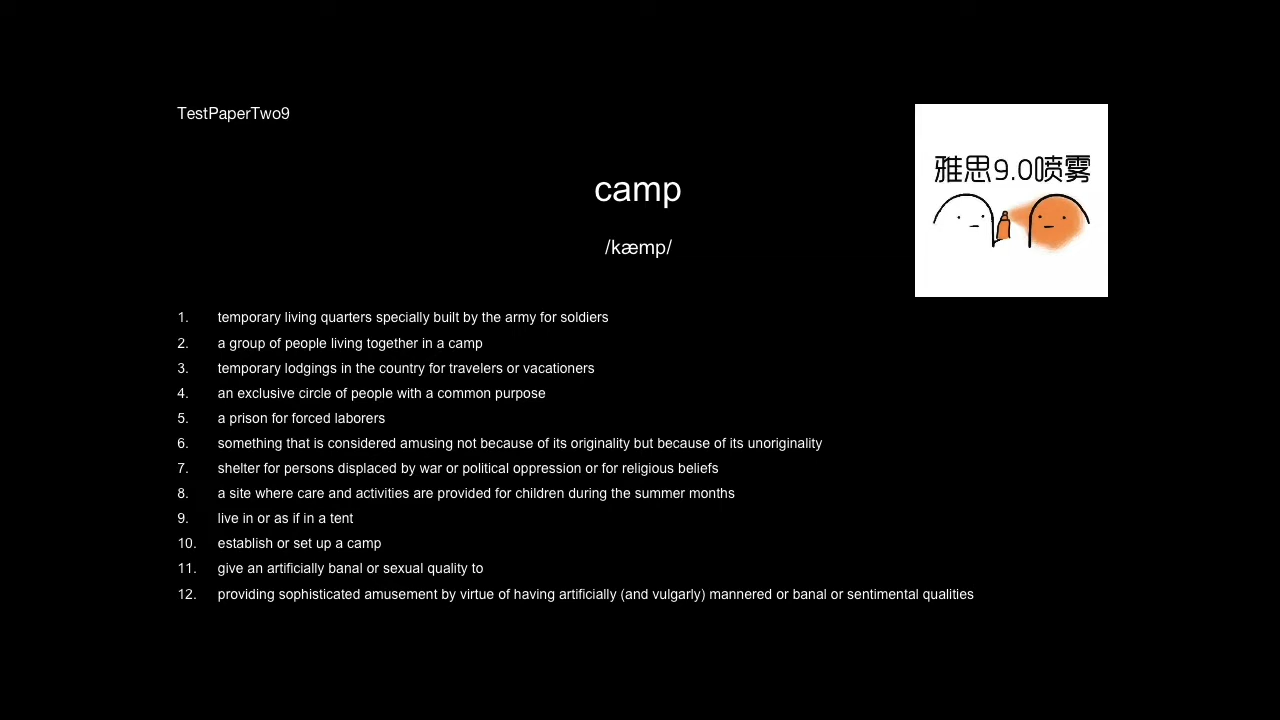 TestPaperTwo9
雅思9.0喷雾
camp
/kæmp/
1. temporary living quarters specially built by the army for soldiers
2. a group of people living together in a camp
3. temporary lodgings in the country for travelers or vacationers
4. an exclusive circle of people with a common purpose
5. a prison for forced laborers
6. something that is considered amusing not because of its originality but because of its unoriginality
7. shelter for persons displaced by war or political oppression or for religious beliefs
8. a site where care and activities are provided for children during the summer months
9. live in or as if in a tent
10. establish or set up a camp
11. give an artificially banal or sexual quality to
12. providing sophisticated amusement by virtue of having artificially (and vulgarly) mannered or banal or sentimental qualities